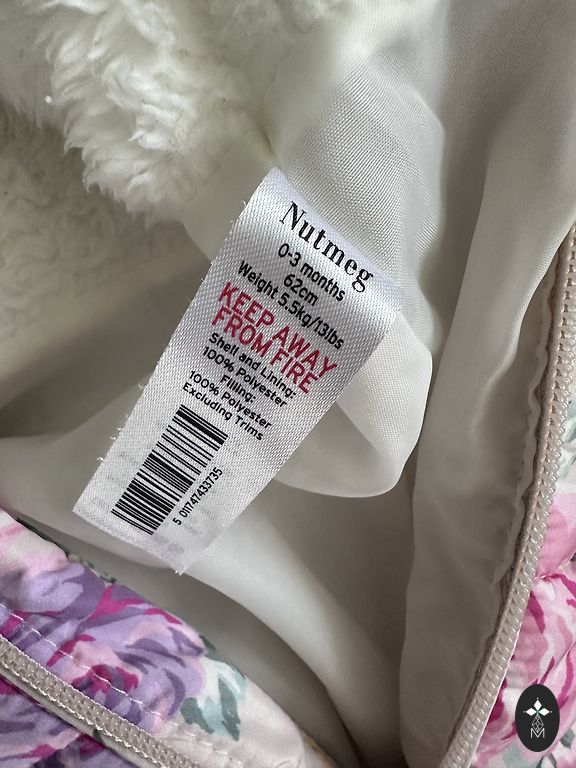 Nutmeg
0-3 months
62cm
Weight 5.5kg/13lbs
KEEP AWAY
FROM FIRE
Shell and Lining:
100% Polyester
Filling:
100% Polyester
Excluding Trims
5 011747433735
M